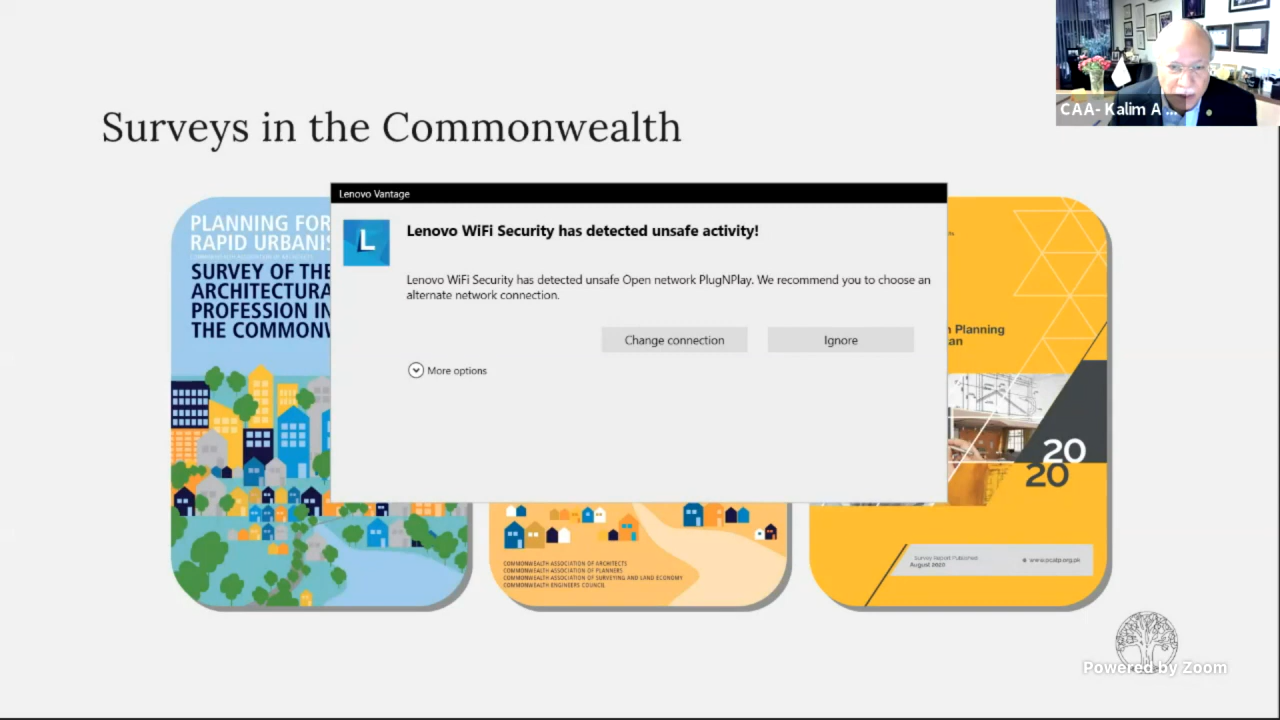 CAA- Kalim A ...
Surveys in the Commonwealth
PLANNING FOR
RAPID URBANIS
SURVEY OF THE
ARCHITECTURA
PROFESSION IN
THE COMMONW
Lenovo Vantage
L
Lenovo WiFi Security has detected unsafe activity!
Lenovo WiFi Security has detected unsafe Open network PlugNPlay. We recommend you to choose an
alternate network connection.
Change connection
Ignore
More options
COMMONWEALTH ASSOCIATION OF ARCHITECTS
COMMONWEALTH ASSOCIATION OF PLANNERS
COMMONWEALTH ASSOCIATION OF SURVEYING AND LAND ECONOMY
COMMONWEALTH ENGINEERS COUNCIL
Planning
an
20
20
Survey Report Published
August 2020
www.pcatp.org.pk
Powered by Zoom